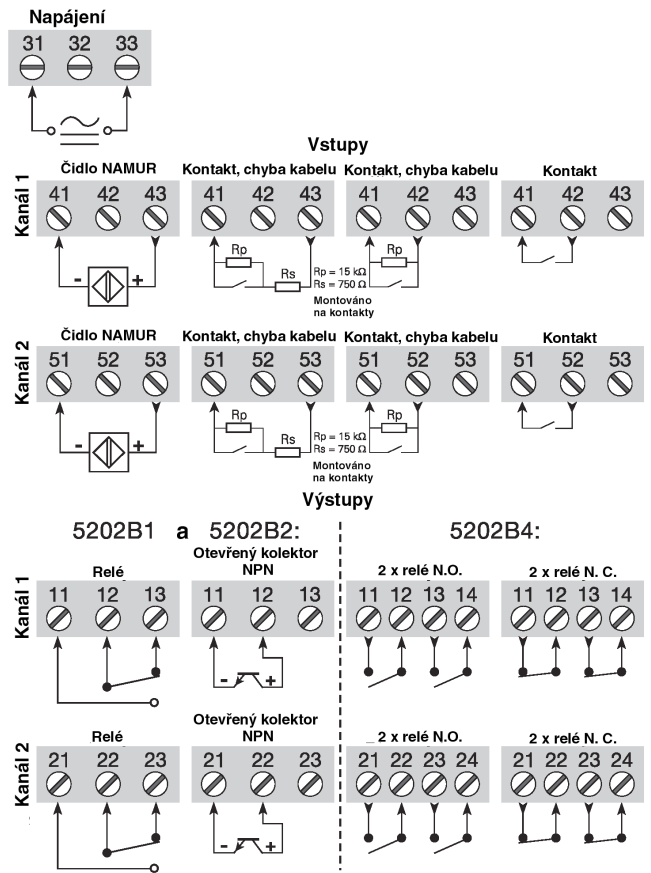 Napájení
31 32 33
Vstupy
Kanál 1
Čidlo NAMUR
41 42 43
- +
Kontakt, chyba kabelu
41 42 43
Rp
Rs
Rp = 15 kΩ
Rs = 750 Ω
Montováno
na kontakty
Kontakt, chyba kabelu
41 42 43
Rp
Kontakt
41 42 43
Kanál 2
Čidlo NAMUR
51 52 53
- +
Kontakt, chyba kabelu
51 52 53
Rp
Rs
Rp = 15 kΩ
Rs = 750 Ω
Montováno
na kontakty
Kontakt, chyba kabelu
51 52 53
Rp
Kontakt
51 52 53
Výstupy
5202B1 a 5202B2:
5202B4:
Kanál 1
Relé
11 12 13
Otevřený kolektor
NPN
11 12 13
- +
2 x relé N.O.
11 12 13 14
2 x relé N. C.
11 12 13 14
Kanál 2
Relé
21 22 23
Otevřený kolektor
NPN
21 22 23
- +
2 x relé N.O.
21 22 23 24
2 x relé N. C.
21 22 23 24